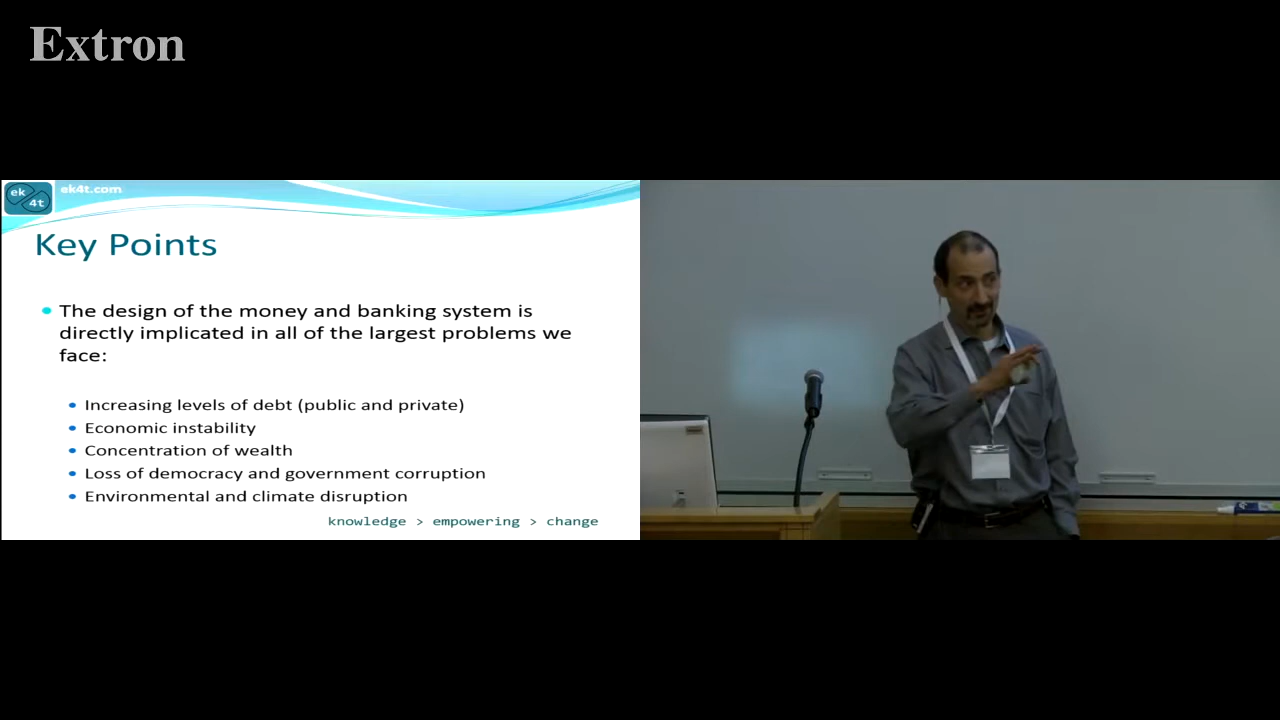 Extron
ek
4t
ek4t.com
Key Points
• The design of the money and banking system is
directly implicated in all of the largest problems we
face:
• Increasing levels of debt (public and private)
• Economic instability
• Concentration of wealth
• Loss of democracy and government corruption
• Environmental and climate disruption
knowledge > empowering > change